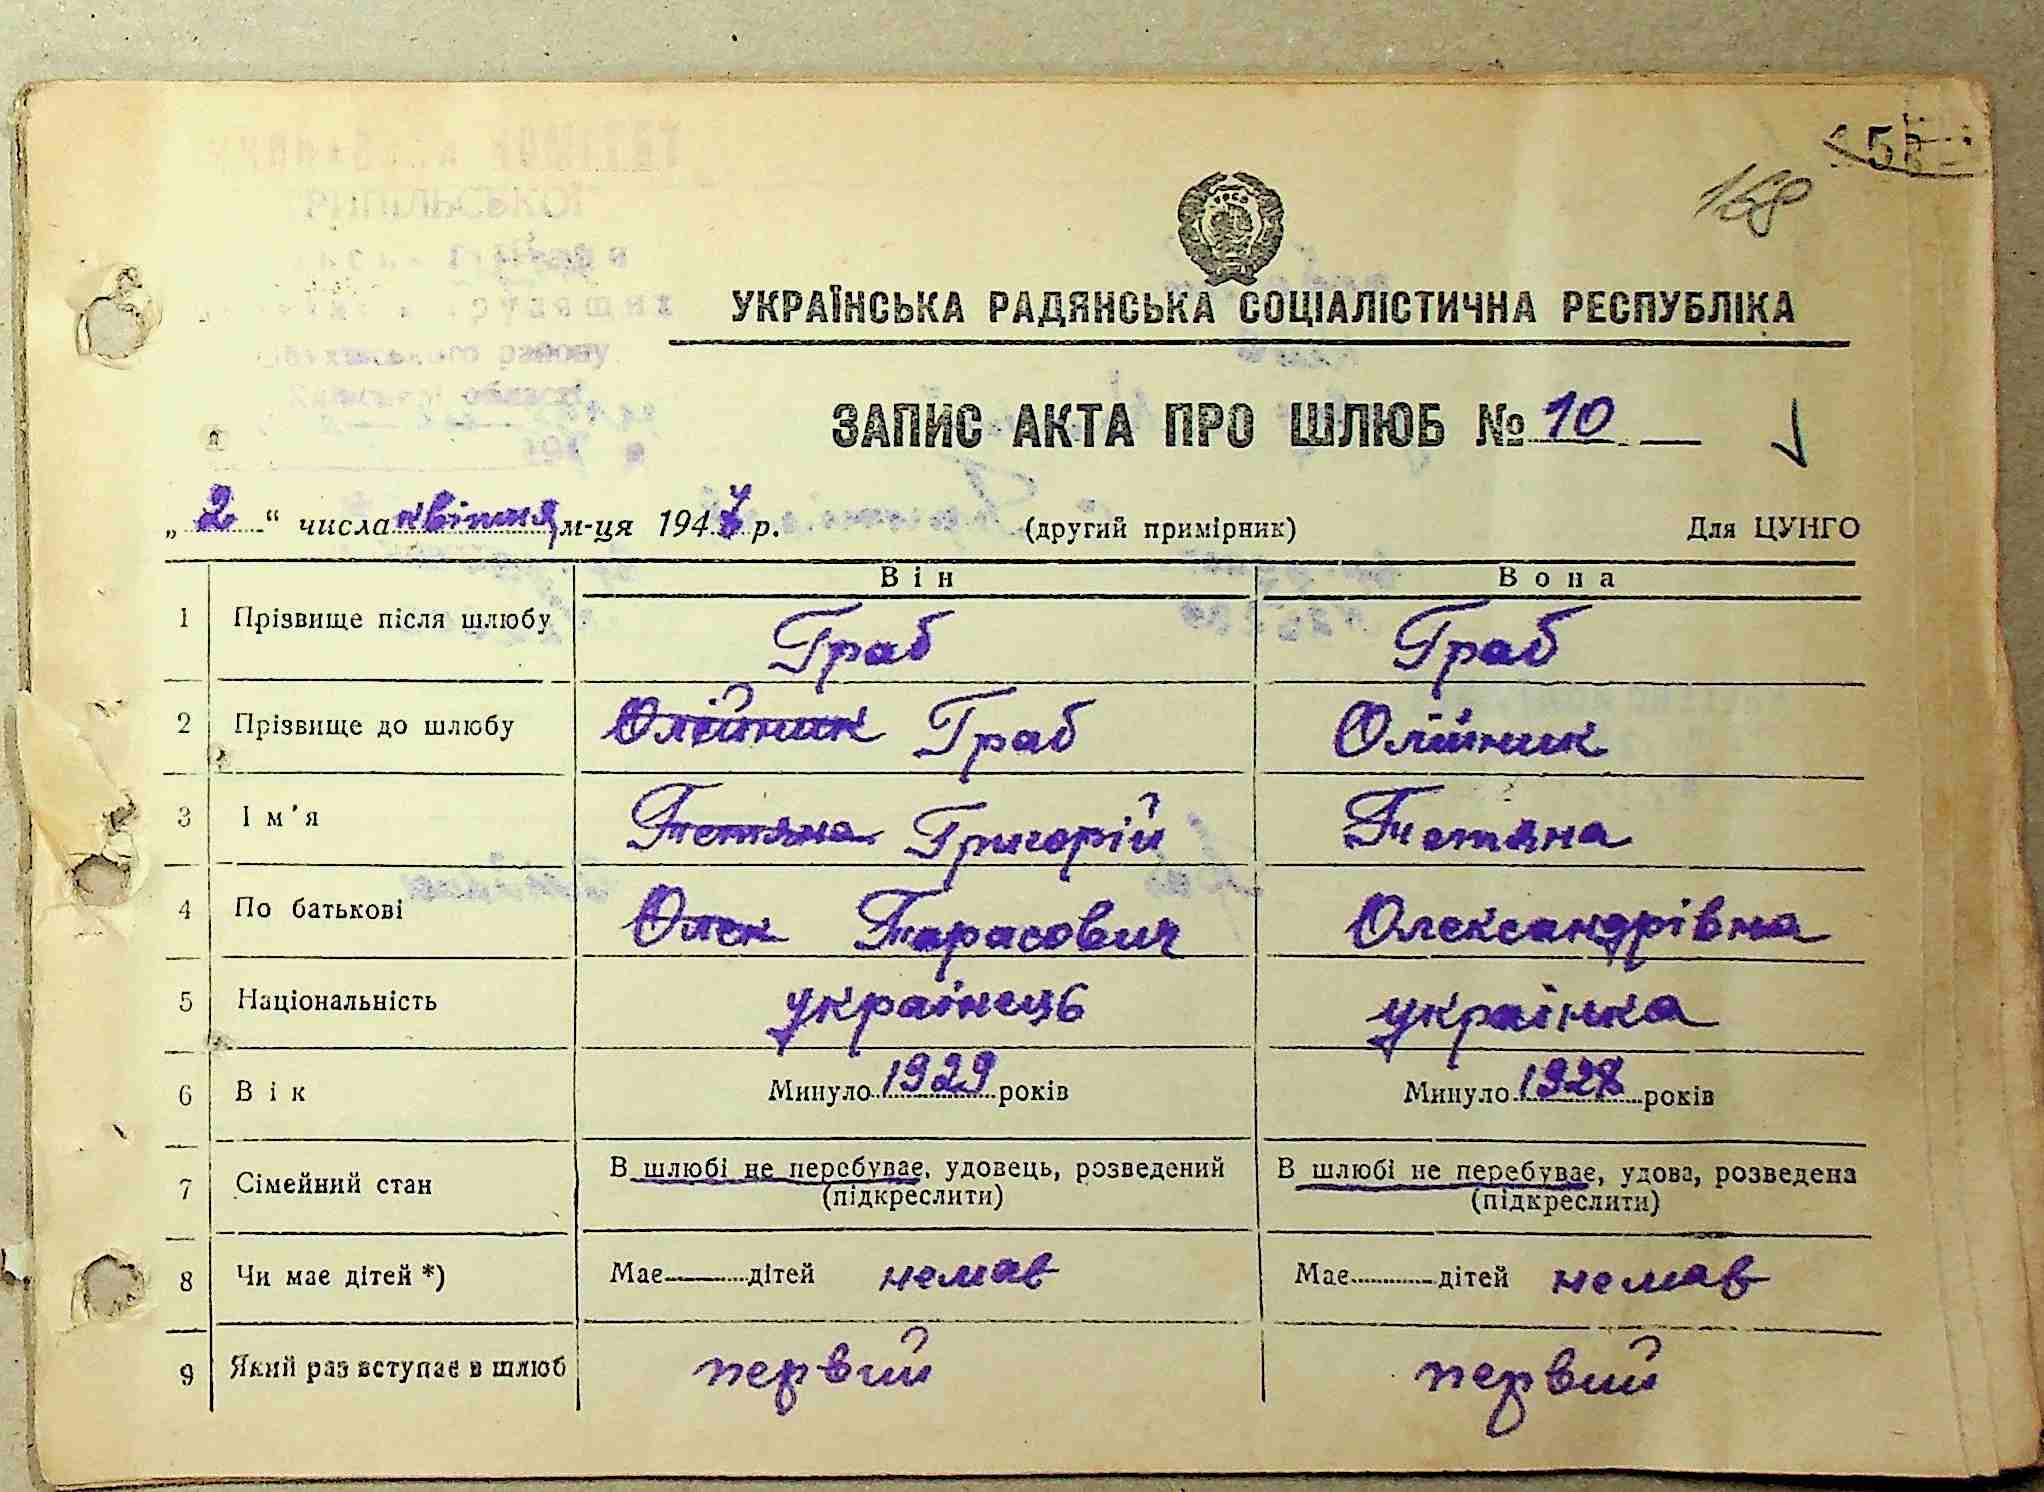 168
УКРАЇНСЬКА РАДЯНСЬКА СОЦІАЛІСТИЧНА РЕСПУБЛІКА
ЗАПИС АКТА ПРО ШЛЮБ № 10
„ 2 “ числа квітня м-ця 1947 р. (другий примірник) Для ЦУНГО
Він Вона
1 Прізвище після шлюбу Граб Граб
2 Прізвище до шлюбу Олійник Граб Олійник
3 Ім'я Тетяна Григорій Тетяна
4 По батькові Олек Тарасович Олександрівна
5 Національність українець українка
6 Вік Минуло 1929 років Минуло 1928 років
7 Сімейний стан В шлюбі не перебуває, удовець, розведений В шлюбі не перебуває, удова, розведена
(підкреслити) (підкреслити)
8 Чи має дітей *) Має дітей немає Має дітей немає
9 Який раз вступає в шлюб первий первий